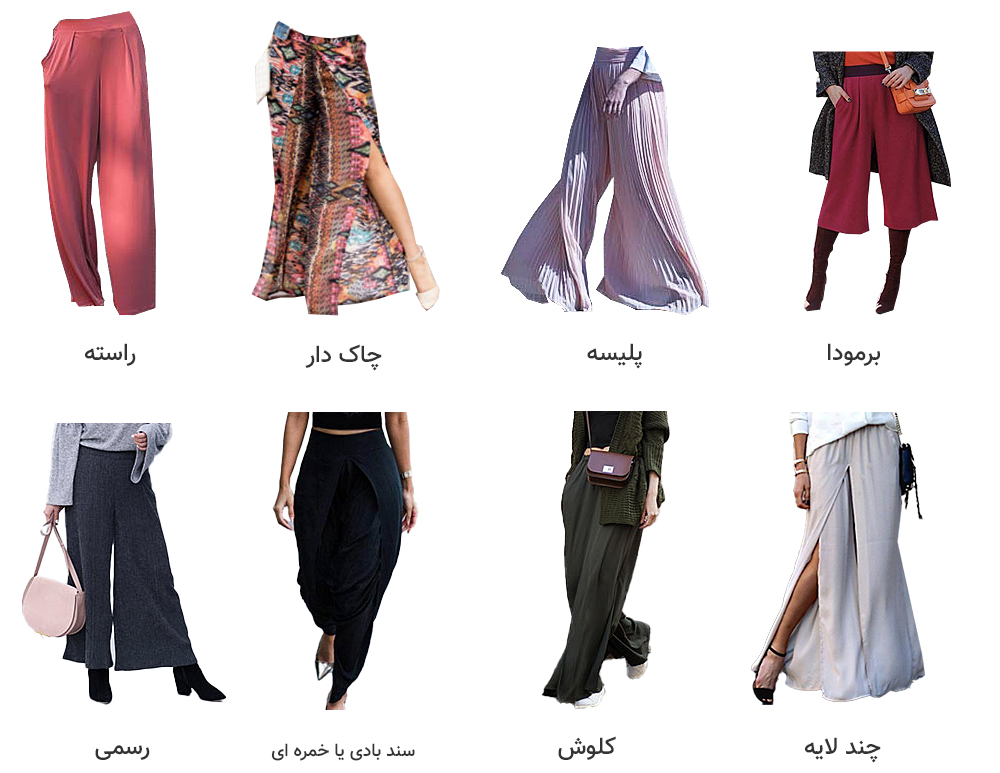 برمودا
پلیسه
چاک دار
راسته
چند لایه
کلوش
سند بادی یا خمره ای
رسمی